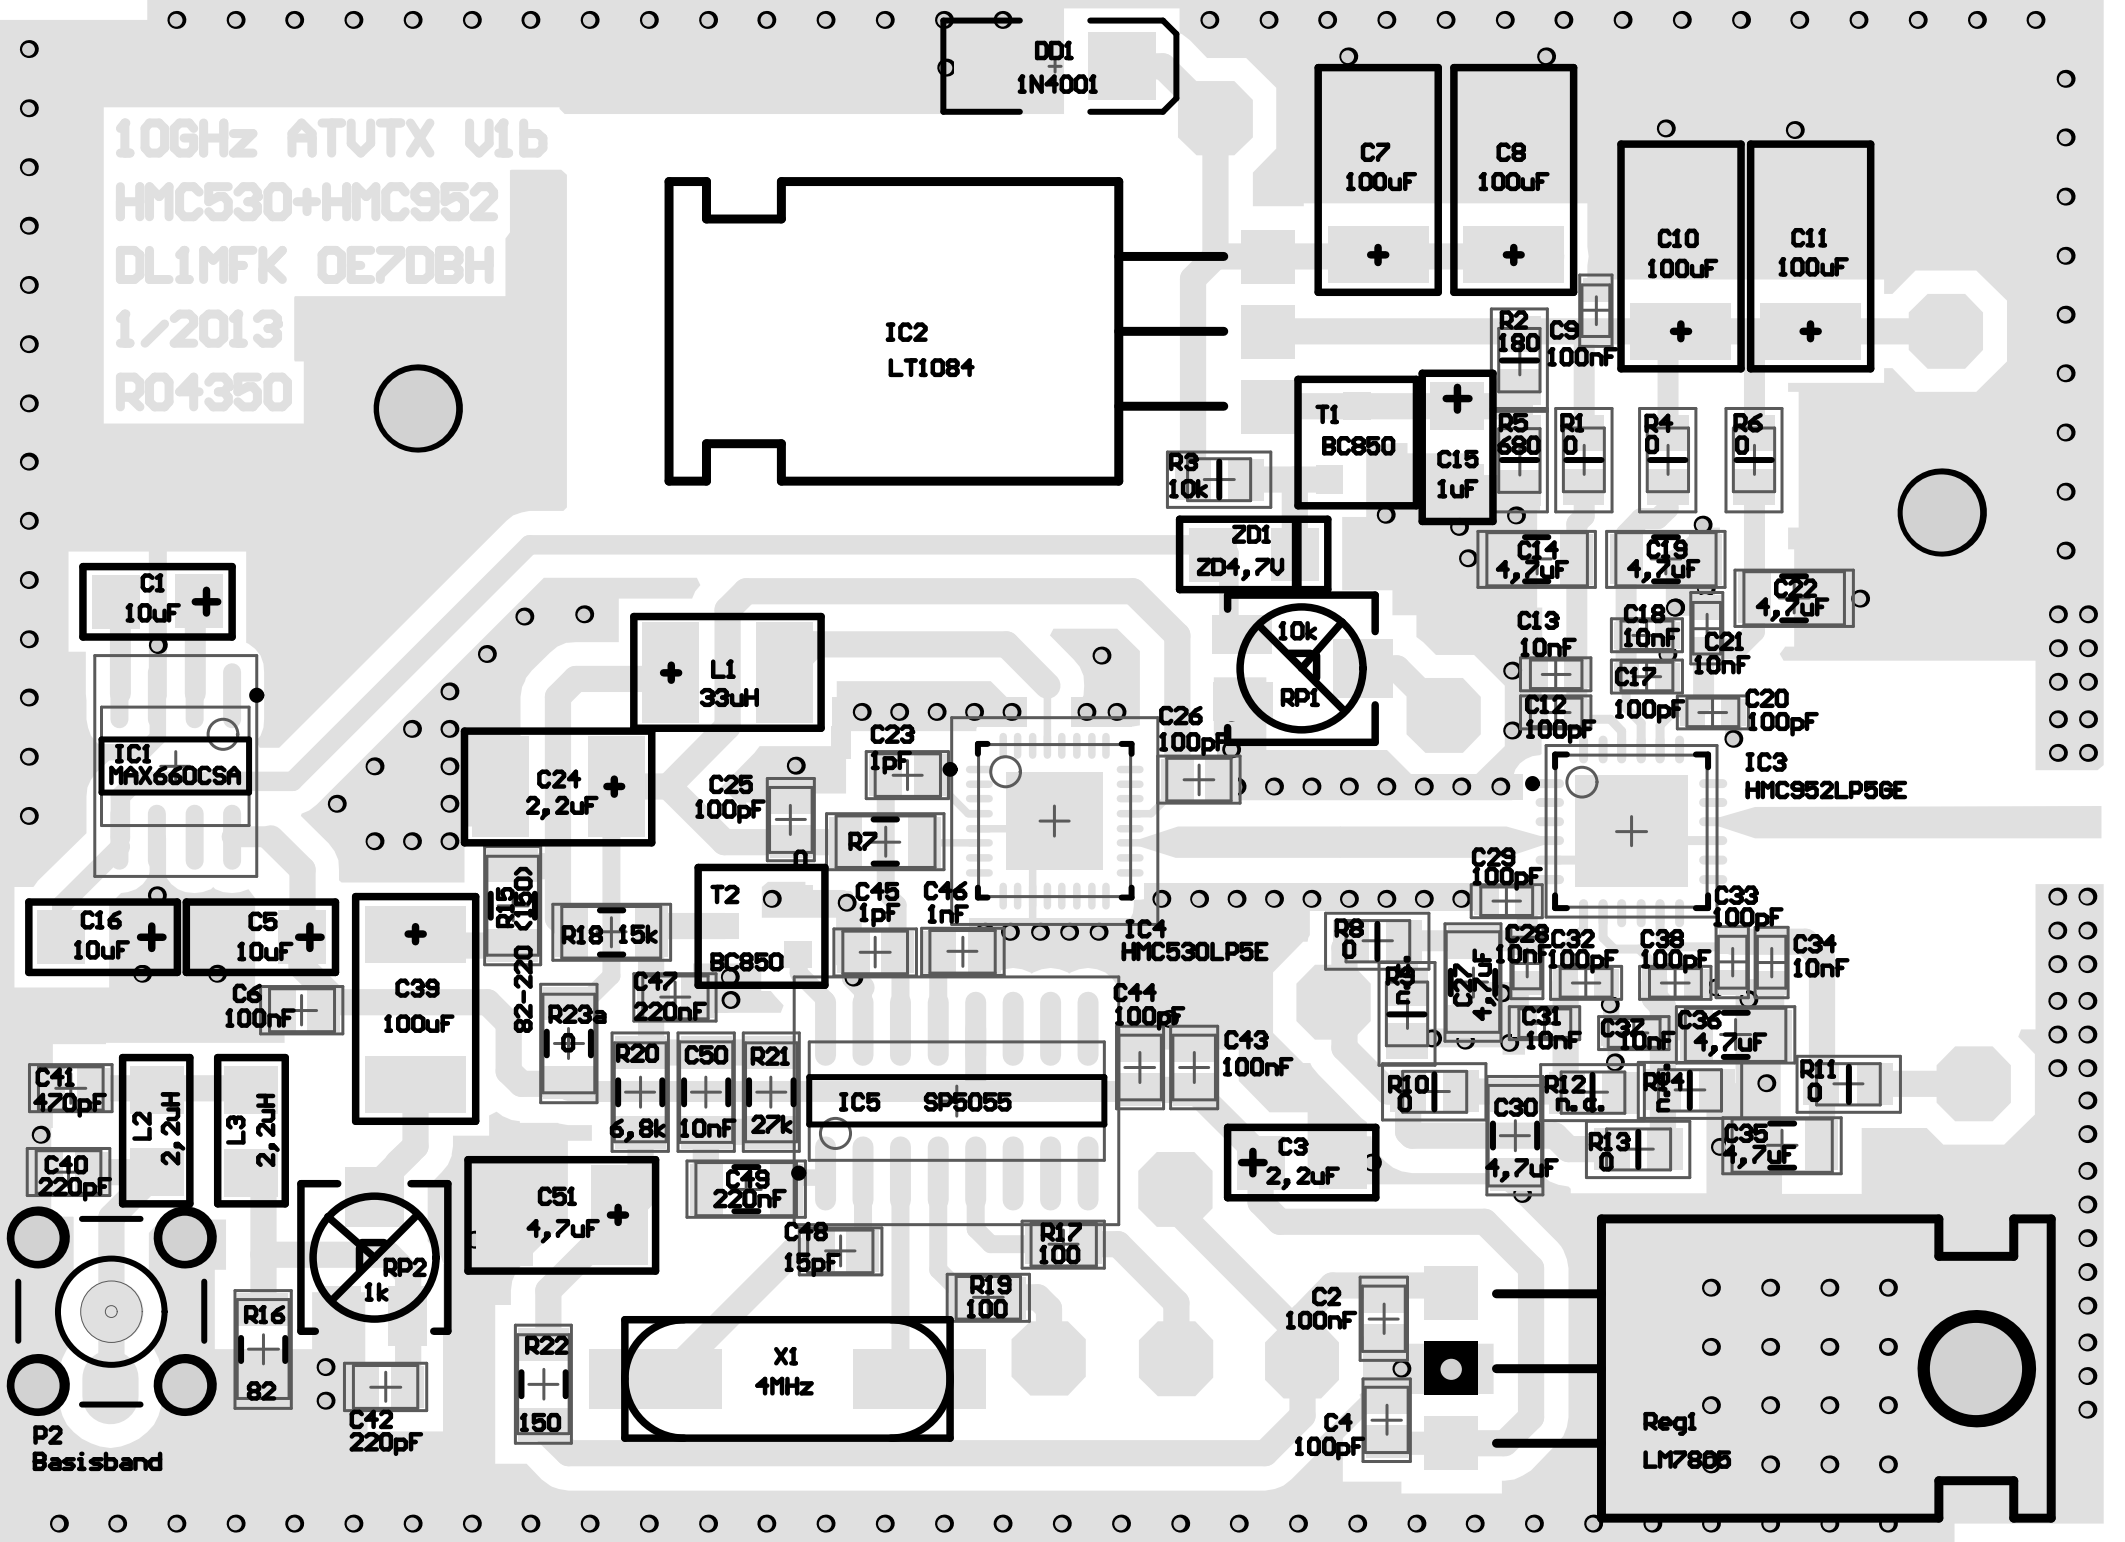 DD1
1N4001
10GHz ATVTX V1b
HMC530+HMC952
DL1MFK OE7DBH
1/2013
RO4350
C7
100uF
C8
100uF
C10
100uF
C11
100uF
IC2
LT1084
R2
180
C9
100nF
T1
BC850
C15
1uF
R5
680
R1
0
R4
0
R6
0
R3
10k
ZD1
ZD4,7V
C14
4,7uF
C19
4,7uF
C22
4,7uF
C1
10uF
10k
RP1
C13
10nF
C18
10nF
C21
10nF
C17
100pF
C12
100pF
C20
100pF
L1
33uH
C26
100pF
C23
1pF
IC1
MAX660CSA
C24
2,2uF
C25
100pF
IC3
HMC952LP5GE
R7
0
C29
100pF
T2
BC850
C45
1pF
C46
1nF
R15
82-220 (150)
R18 15k
C16
10uF
C5
10uF
IC4
HMC530LP5E
R8
0
C33
100pF
C28
10nF
C32
100pF
C38
100pF
C34
10nF
C27
4,7uF
R9
C39
100uF
C6
100nF
C47
220nF
C44
100pF
R23a
0
C31
10nF
C37
10nF
C36
4,7uF
R20
6,8k
C50
10nF
R21
27k
C43
100nF
C41
470pF
L2
2,2uH
L3
2,2uH
IC5 SP5055
R10
0
R12
n.c.
R14
R11
0
C30
4,7uF
R13
0
C35
4,7uF
C3
2,2uF
C40
220pF
C51
4,7uF
C49
220nF
C48
15pF
R17
100
RP2
1k
R19
100
R16
82
C2
100nF
R22
150
X1
4MHz
C42
220pF
C4
100pF
Reg1
LM7805
P2
Basisband